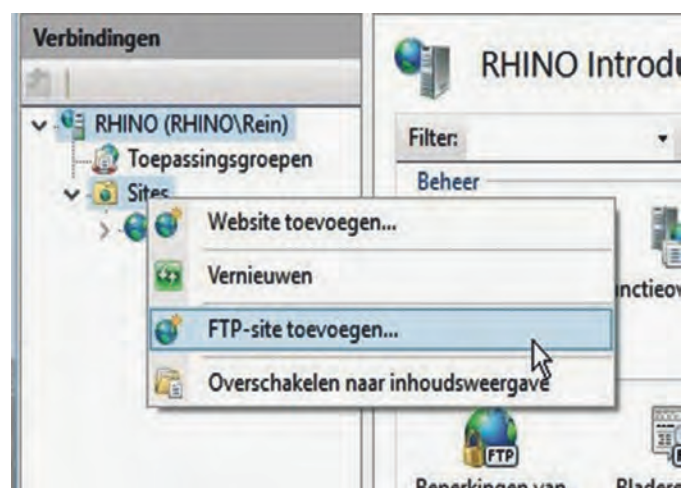 Verbindingen
RHINO (RHINO\Rein)
Toepassingsgroepen
Sites
Website toevoegen...
Vernieuwen
FTP-site toevoegen...
Overschakelen naar inhoudsweergave
RHINO
Filter:
Beheer
FTP
van